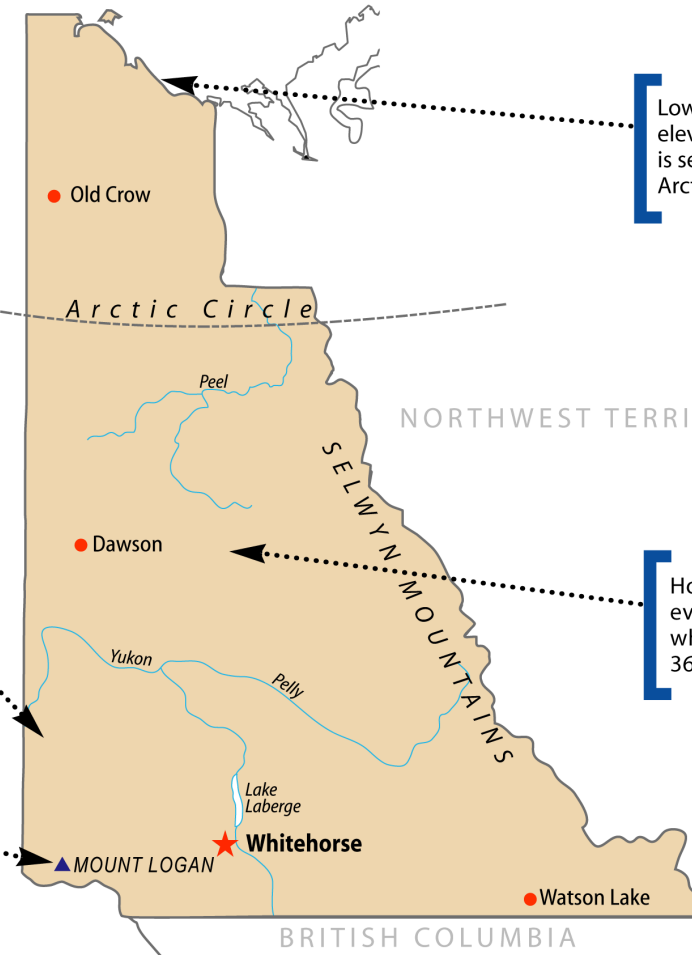 Old Crow
Arctic Circle
Peel
NORTHWEST
SELWYN MOUNTAINS
Dawson
Yukon
Pelly
Lake
Laberge
Whitehorse
MOUNT LOGAN
Watson Lake
BRITISH COLUMBIA
is